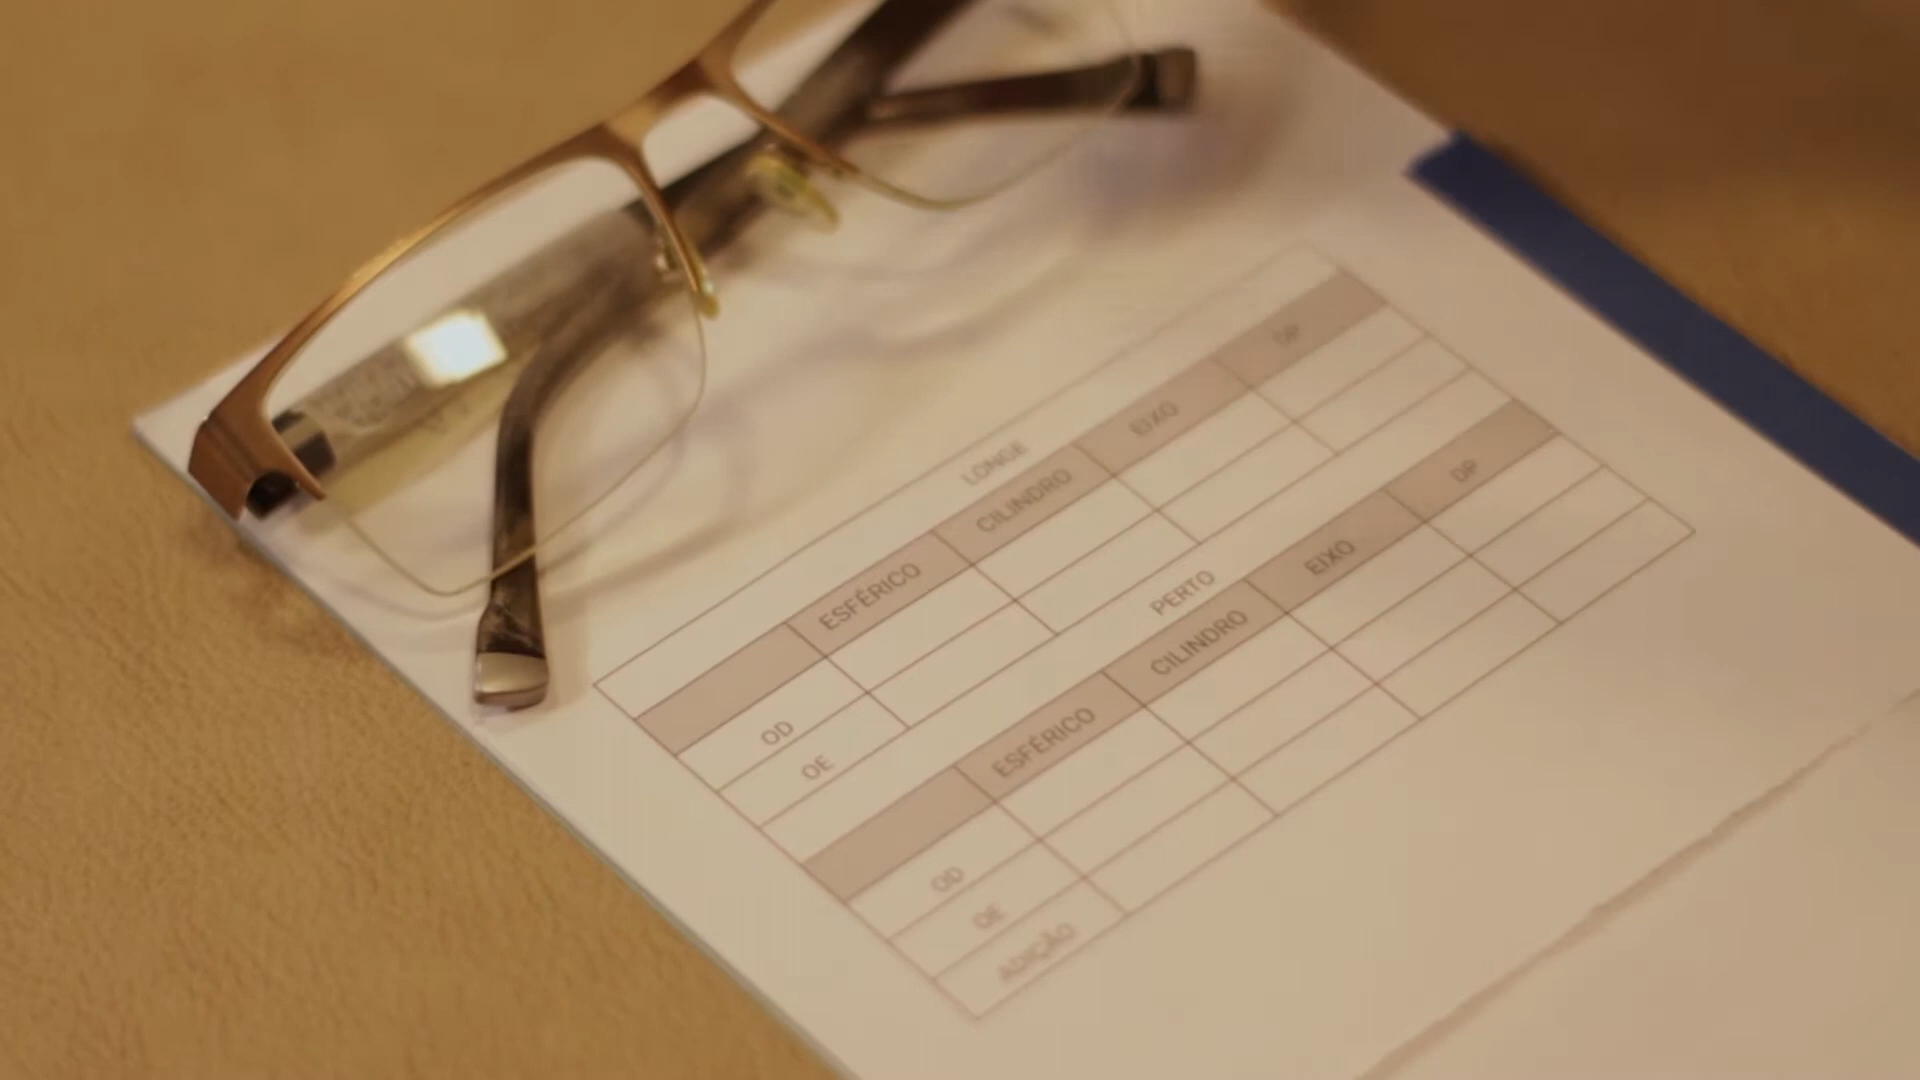 LONGE
ESFÉRICO CILINDRO EIXO DP
OD
OE
PERTO
ESFÉRICO CILINDRO EIXO DP
OD
OE
ADIÇÃO